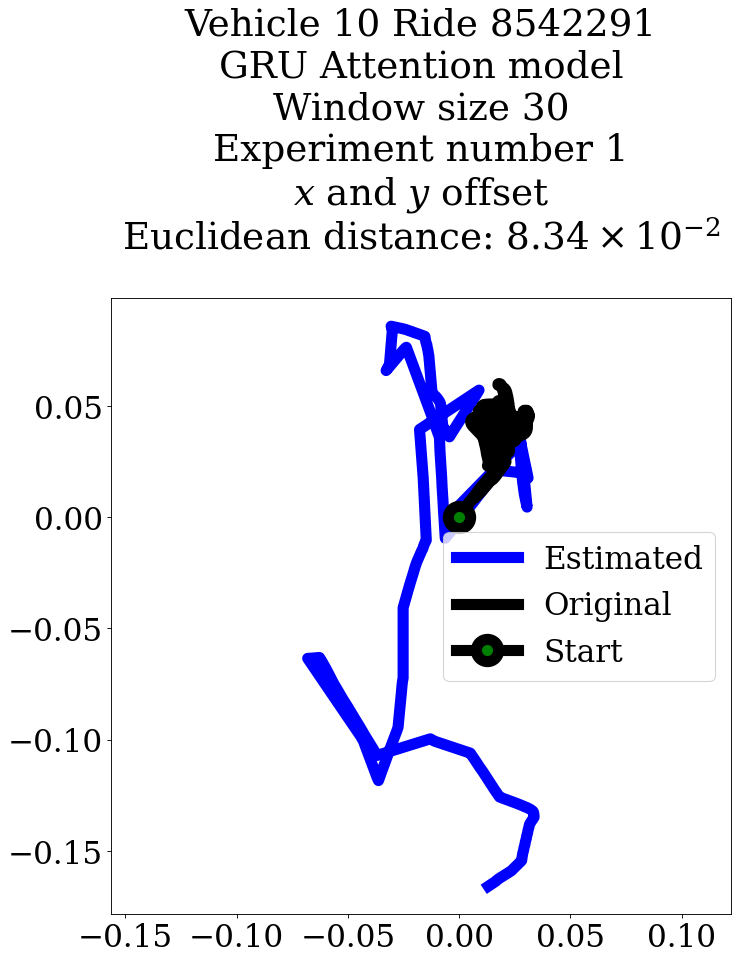 Vehicle 10 Ride 8542291
GRU Attention model
Window size 30
Experiment number 1
x and y offset
Euclidean distance: 8.34 × 10⁻²
0.05
0.00
−0.05
−0.10
−0.15
Estimated
Original
Start
−0.15 −0.10 −0.05 0.00 0.05 0.10